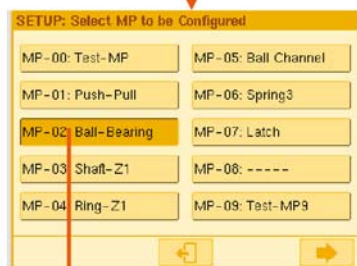 SETUP: Select MP to be Configured
MP-00: Test-MP
MP-01: Push-Pull
MP-02: Ball-Bearing
MP-03: Shaft-Z1
MP-04: Ring-Z1
MP-05: Ball Channel
MP-06: Spring3
MP-07: Latch
MP-08: -----
MP-09: Test-MP9